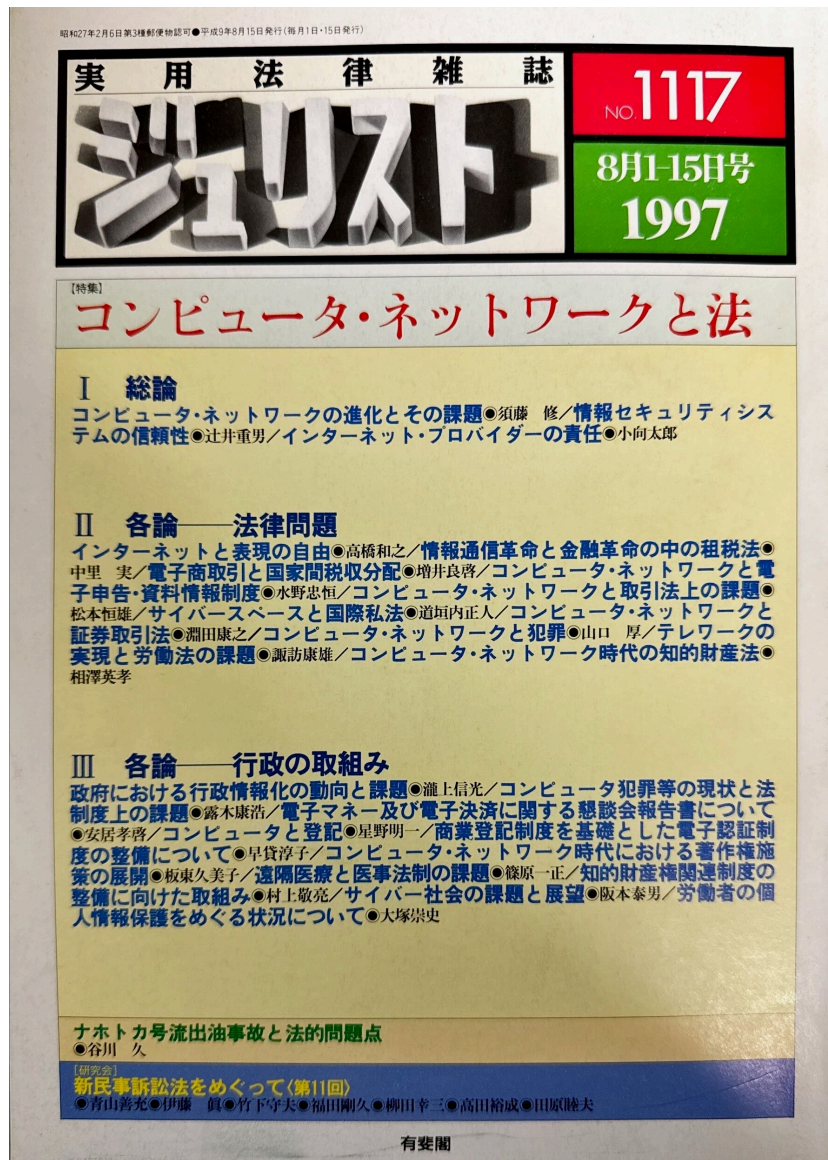 昭和27年2月6日第3種郵便物認可●平成9年8月15日発行(毎月1日・15日発行)
実用法律雑誌
ジュリスト
NO.1117
8月1-15日号
1997
【特集】
コンピュータ・ネットワークと法
Ⅰ 総論
コンピュータ・ネットワークの進化とその課題◉須藤 修/情報セキュリティシス
テムの信頼性◉辻井重男/インターネット・プロバイダーの責任◉小向太郎
Ⅱ 各論──法律問題
インターネットと表現の自由◉高橋和之/情報通信革命と金融革命の中の租税法◉
中里 実/電子商取引と国家間税収分配◉増井良啓/コンピュータ・ネットワークと電
子申告・資料情報制度◉水野忠恒/コンピュータ・ネットワークと取引法上の課題◉
松本恒雄/サイバースペースと国際私法◉道垣内正人/コンピュータ・ネットワークと
証券取引法◉淵田康之/コンピュータ・ネットワークと犯罪◉山口 厚/テレワークの
実現と労働法の課題◉諏訪康雄/コンピュータ・ネットワーク時代の知的財産法◉
相澤英孝
Ⅲ 各論──行政の取組み
政府における行政情報化の動向と課題◉瀧上信光/コンピュータ犯罪等の現状と法
制度上の課題◉露木康浩/電子マネー及び電子決済に関する懇談会報告書について
◉安居孝啓/コンピュータと登記◉星野明一/商業登記制度を基礎とした電子認証制
度の整備について◉早貸淳子/コンピュータ・ネットワーク時代における著作権施
策の展開◉板東久美子/遠隔医療と医事法制の課題◉篠原一正/知的財産権関連制度の
整備に向けた取組み◉村上敬亮/サイバー社会の課題と展望◉阪本泰男/労働者の個
人情報保護をめぐる状況について◉大塚崇史
ナホトカ号流出油事故と法的問題点
◉谷川 久
[研究会]
新民事訴訟法をめぐって〈第11回〉
◉青山善充◉伊藤 眞◉竹下守夫◉福田剛久◉柳田幸三◉高田裕成◉田原睦夫
有斐閣